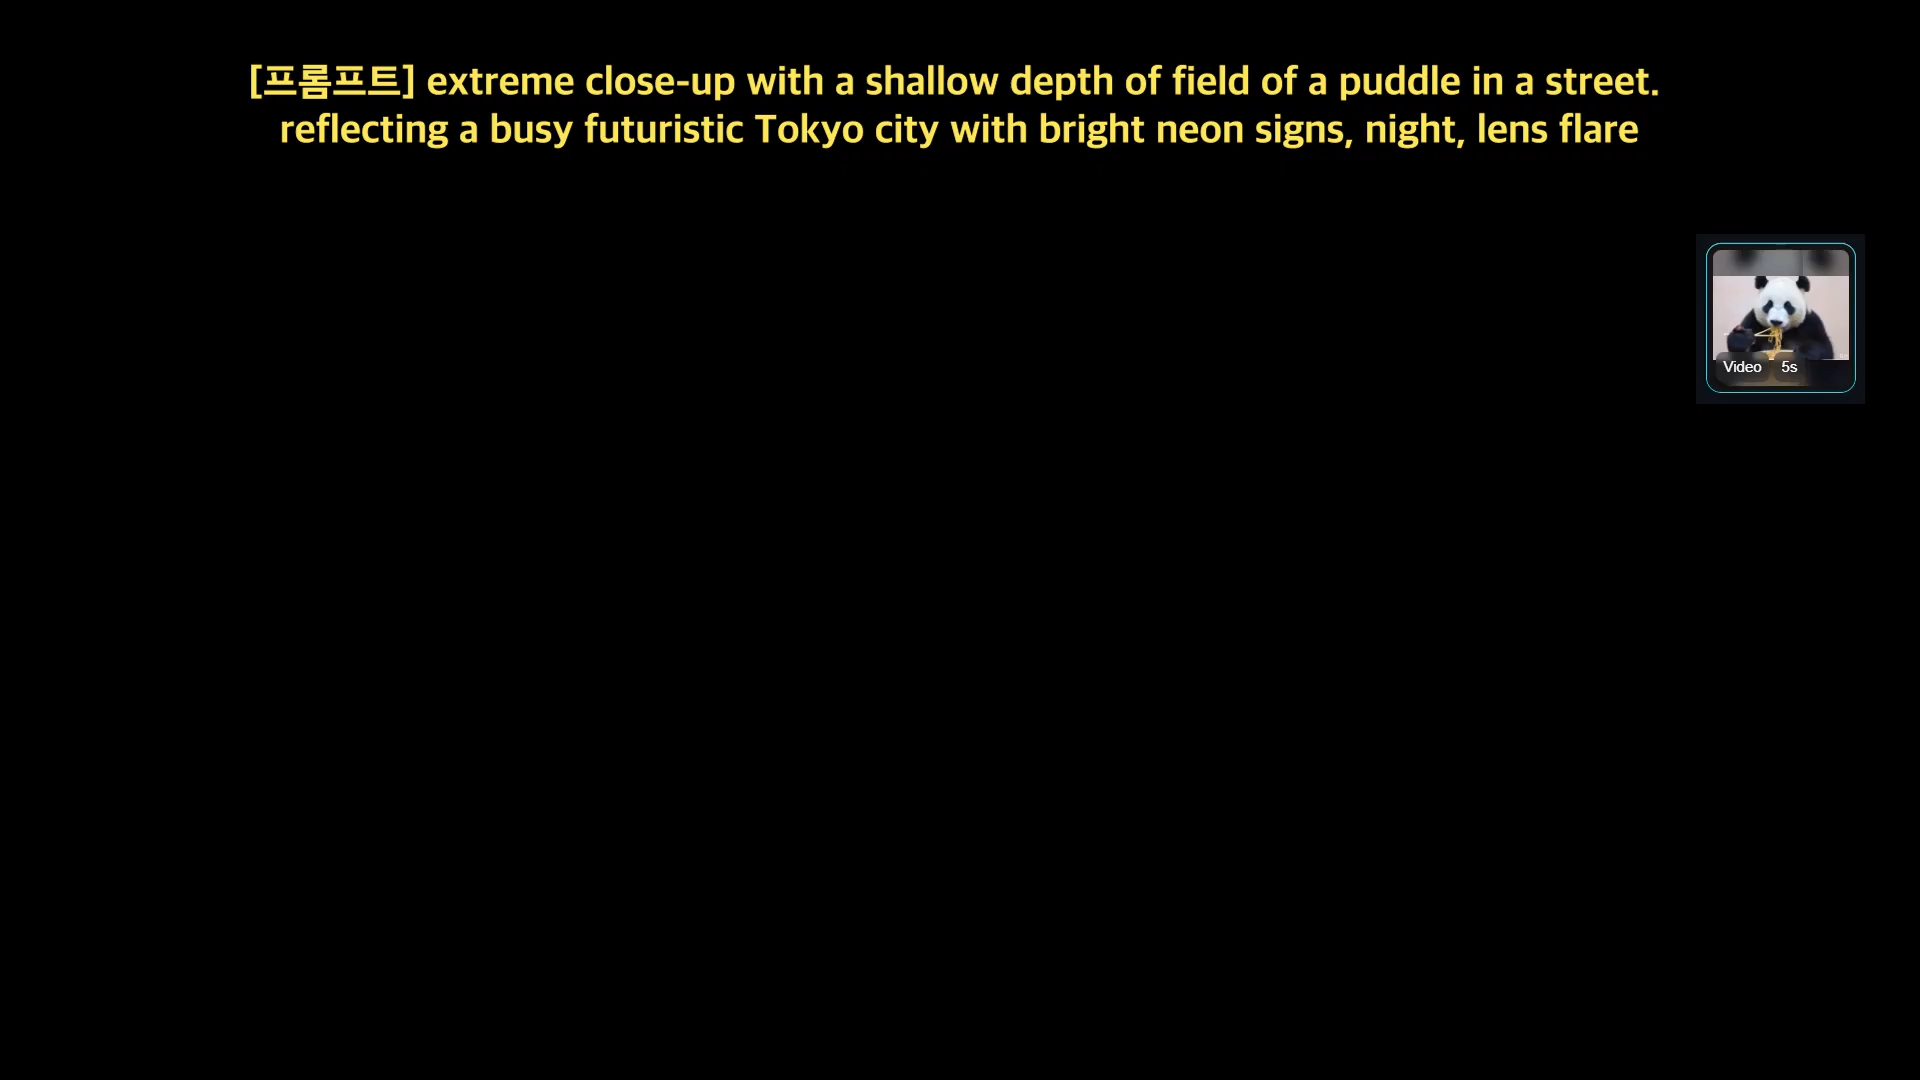 [프롬프트] extreme close-up with a shallow depth of field of a puddle in a street.
reflecting a busy futuristic Tokyo city with bright neon signs, night, lens flare
Video 5s